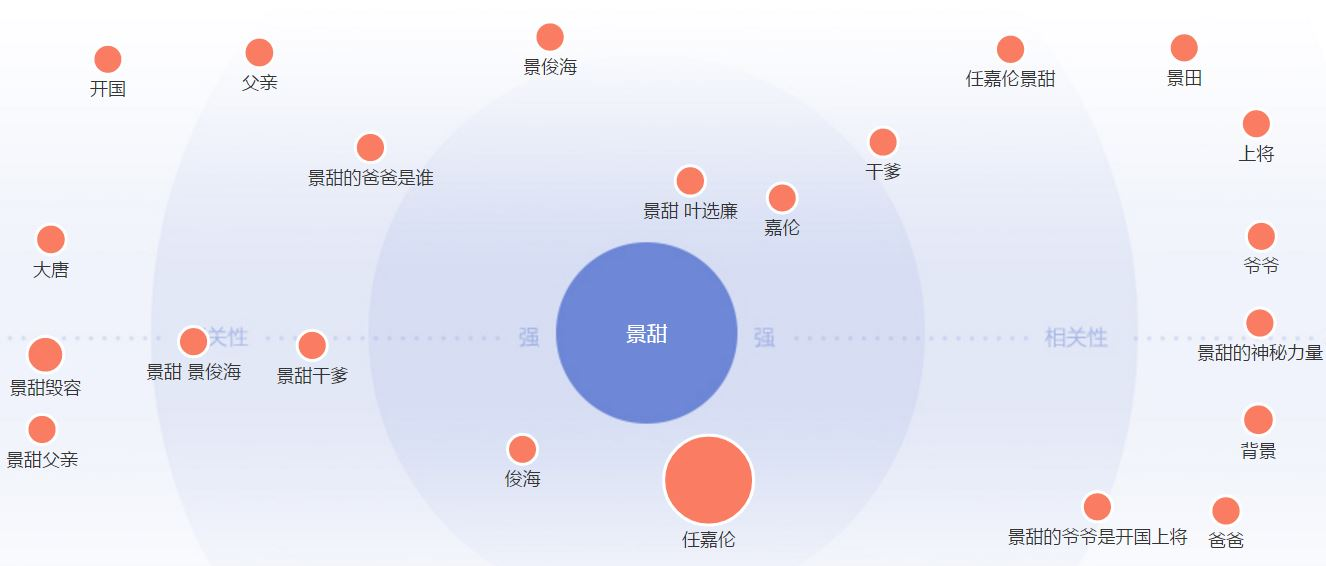 景俊海
任嘉伦景甜
景田
父亲
开国
上将
干爹
景甜的爸爸是谁
景甜 叶选廉
嘉伦
爷爷
大唐
景甜
关性
强
强
相关性
景甜的神秘力量
景甜 景俊海
景甜干爹
景甜毁容
背景
景甜父亲
俊海
任嘉伦
景甜的爷爷是开国上将
爸爸